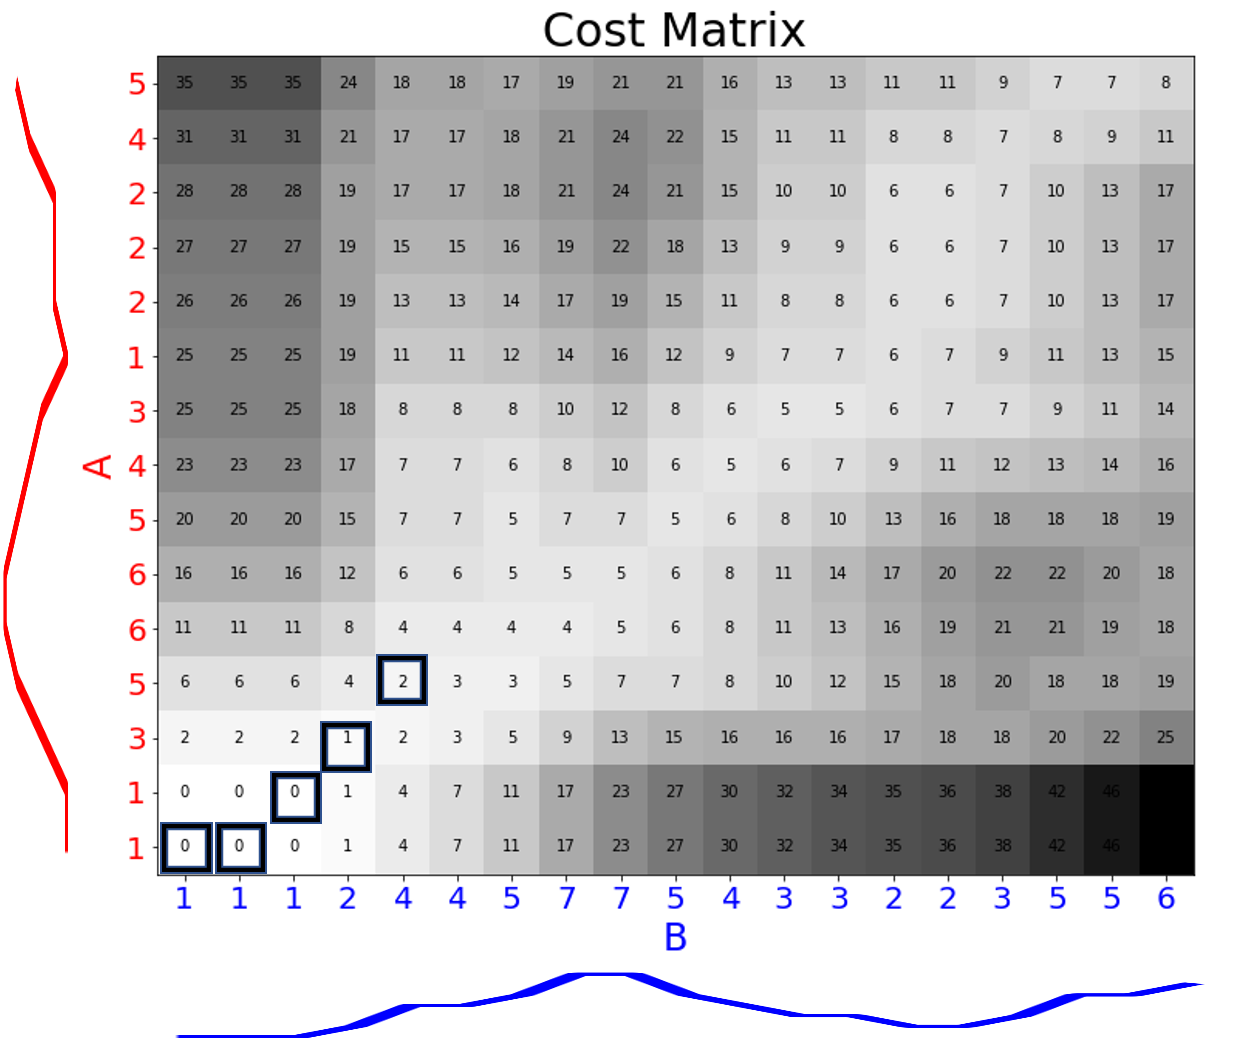 Cost Matrix
5 35 35 35 24 18 18 17 19 21 21 16 13 13 11 11 9 7 7 8
4 31 31 31 21 17 17 18 21 24 22 15 11 11 8 8 7 8 9 11
2 28 28 28 19 17 17 18 21 24 21 15 10 10 6 6 7 10 13 17
2 27 27 27 19 15 15 16 19 22 18 13 9 9 6 6 7 10 13 17
2 26 26 26 19 13 13 14 17 19 15 11 8 8 6 6 7 10 13 17
1 25 25 25 19 11 11 12 14 16 12 9 7 7 6 7 9 11 13 15
3 25 25 25 18 8 8 8 10 12 8 6 5 5 6 7 7 9 11 14
A
4 23 23 23 17 7 7 6 8 10 6 5 6 7 9 11 12 13 14 16
5 20 20 20 15 7 7 5 7 7 5 6 8 10 13 16 18 18 18 19
6 16 16 16 12 6 6 5 5 5 6 8 11 14 17 20 22 22 20 18
6 11 11 11 8 4 4 4 4 5 6 8 11 13 16 19 21 21 19 18
5 6 6 6 4 2 3 3 5 7 7 8 10 12 15 18 20 18 18 19
3 2 2 2 1 2 3 5 9 13 15 16 16 16 17 18 18 20 22 25
1 0 0 0 1 4 7 11 17 23 27 30 32 34 35 36 38 42 46
1 0 0 0 1 4 7 11 17 23 27 30 32 34 35 36 38 42 46
1 1 1 2 4 4 5 7 7 5 4 3 3 2 2 3 5 5 6
B